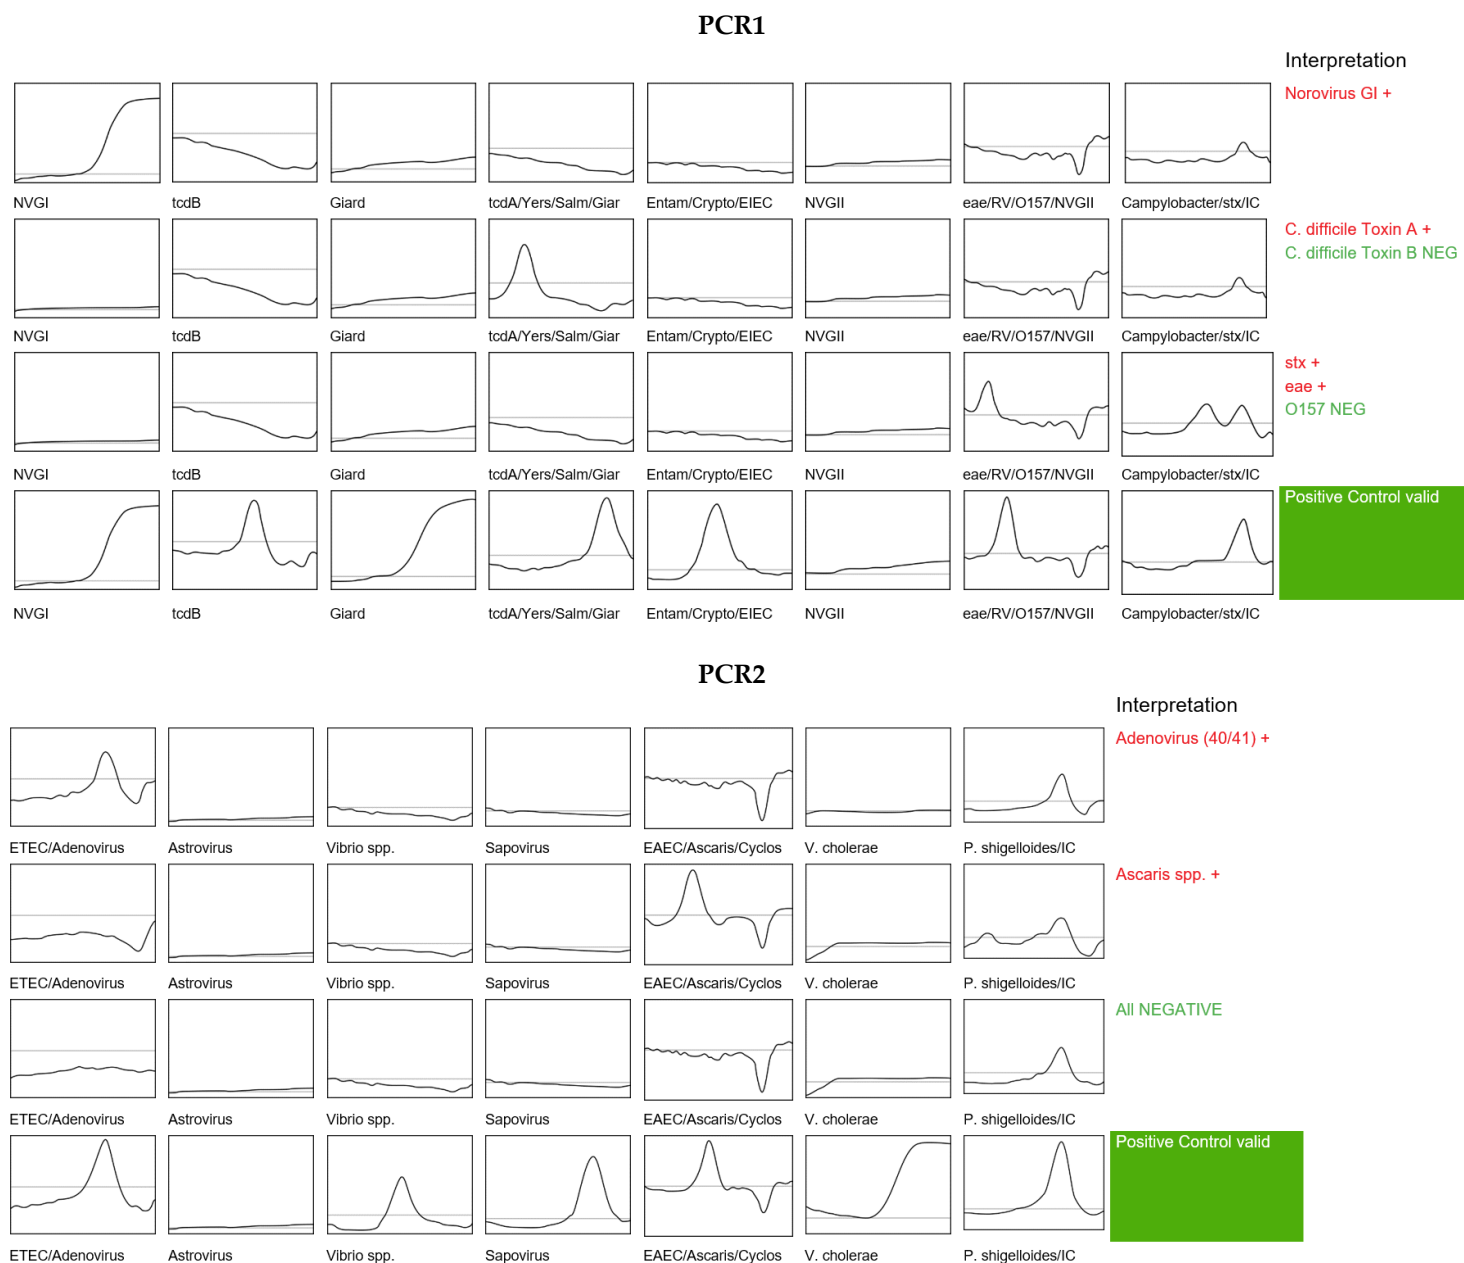 PCR1
Interpretation
Norovirus GI +
NVGI tcdB Giard tcdA/Yers/Salm/Giar Entam/Crypto/EIEC NVGII eae/RV/O157/NVGII Campylobacter/stx/IC
C. difficile Toxin A +
C. difficile Toxin B NEG
NVGI tcdB Giard tcdA/Yers/Salm/Giar Entam/Crypto/EIEC NVGII eae/RV/O157/NVGII Campylobacter/stx/IC
stx +
eae +
O157 NEG
NVGI tcdB Giard tcdA/Yers/Salm/Giar Entam/Crypto/EIEC NVGII eae/RV/O157/NVGII Campylobacter/stx/IC
Positive Control valid
NVGI tcdB Giard tcdA/Yers/Salm/Giar Entam/Crypto/EIEC NVGII eae/RV/O157/NVGII Campylobacter/stx/IC
PCR2
Interpretation
Adenovirus (40/41) +
ETEC/Adenovirus Astrovirus Vibrio spp. Sapovirus EAEC/Ascaris/Cyclos V. cholerae P. shigelloides/IC
Ascaris spp. +
ETEC/Adenovirus Astrovirus Vibrio spp. Sapovirus EAEC/Ascaris/Cyclos V. cholerae P. shigelloides/IC
All NEGATIVE
ETEC/Adenovirus Astrovirus Vibrio spp. Sapovirus EAEC/Ascaris/Cyclos V. cholerae P. shigelloides/IC
Positive Control valid
ETEC/Adenovirus Astrovirus Vibrio spp. Sapovirus EAEC/Ascaris/Cyclos V. cholerae P. shigelloides/IC